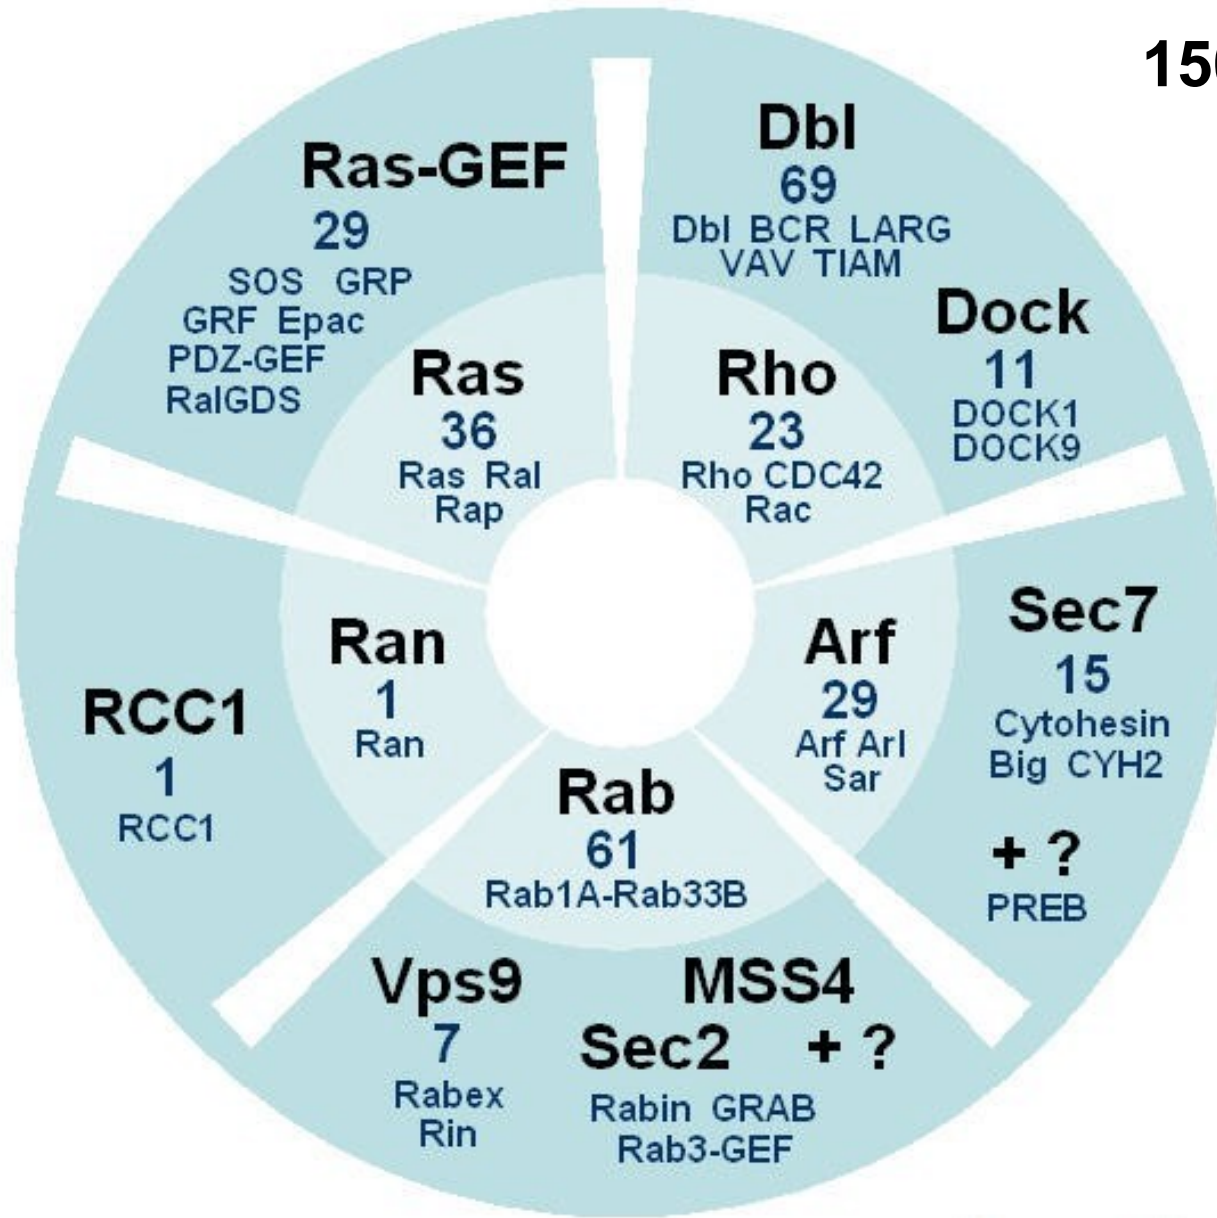 150
Ras-GEF
29
SOS GRP
GRF Epac
PDZ-GEF
RalGDS
Dbl
69
Dbl BCR LARG
VAV TIAM
Dock
11
DOCK1
DOCK9
Ras
36
Ras Ral
Rap
Rho
23
Rho CDC42
Rac
RCC1
1
RCC1
Ran
1
Ran
Arf
29
Arf Arl
Sar
Sec7
15
Cytohesin
Big CYH2
+ ?
PREB
Rab
61
Rab1A-Rab33B
Vps9
7
Rabex
Rin
MSS4
Sec2 + ?
Rabin GRAB
Rab3-GEF